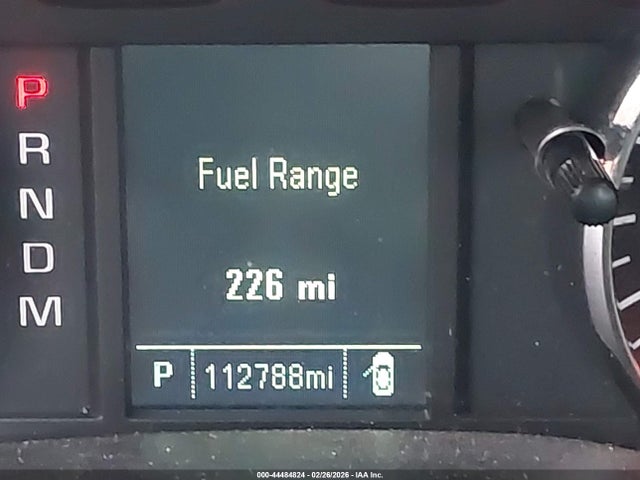 P
R
N
D
M
Fuel Range
226 mi
P 112788mi
000-44484824 - 02/26/2026 - IAA Inc.